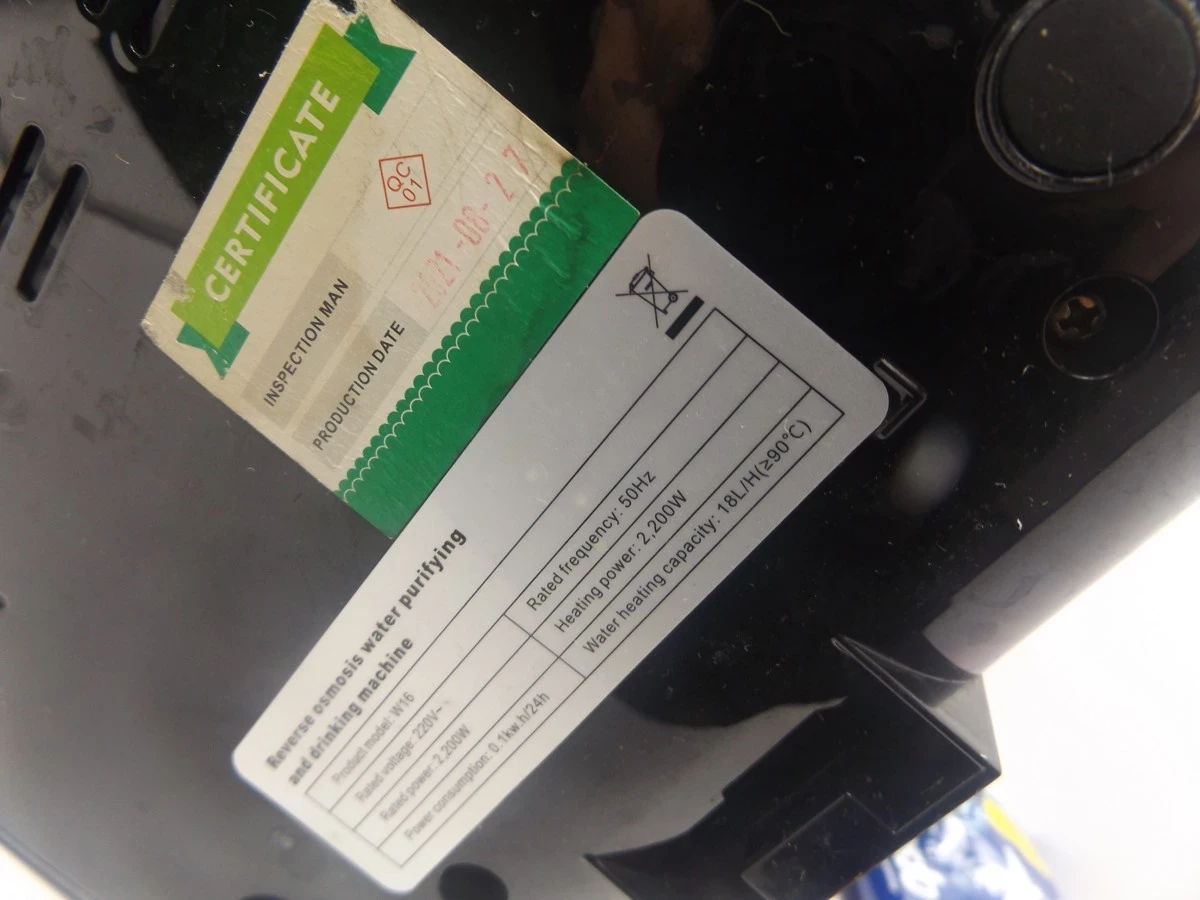 CERTIFICATE
QC
01
INSPECTION MAN
PRODUCTION DATE 2021-08-27
Reverse osmosis water purifying
and drinking machine
Product model: W16
Rated voltage: 220V~ Rated frequency: 50Hz
Rated power: 2,200W Heating power: 2,200W
Power consumption: 0.1kw.h/24h Water heating capacity: 18L/H(≥90°C)